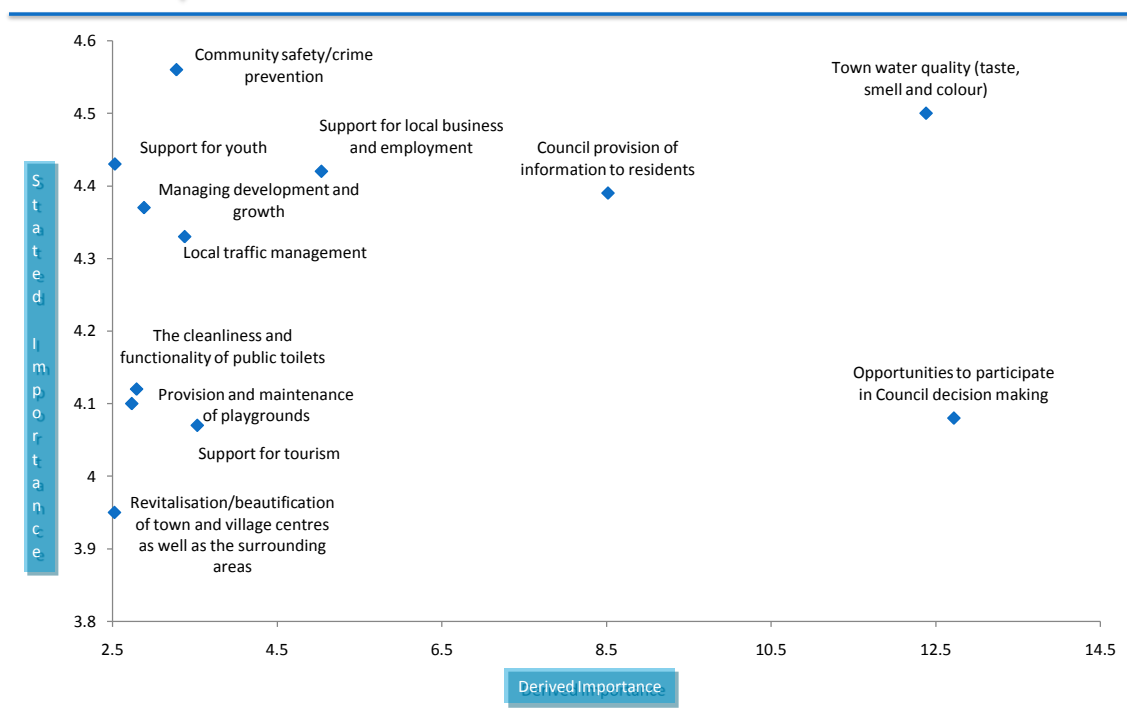 4.6
4.5
4.4
4.3
4.2
4.1
4
3.9
3.8
Stated Importance
Community safety/crime
prevention
Town water quality (taste,
smell and colour)
Support for youth
Support for local business
and employment
Council provision of
information to residents
Managing development and
growth
Local traffic management
The cleanliness and
functionality of public toilets
Provision and maintenance
of playgrounds
Opportunities to participate
in Council decision making
Support for tourism
Revitalisation/beautification
of town and village centres
as well as the surrounding
areas
2.5
4.5
6.5
8.5
10.5
12.5
14.5
Derived Importance